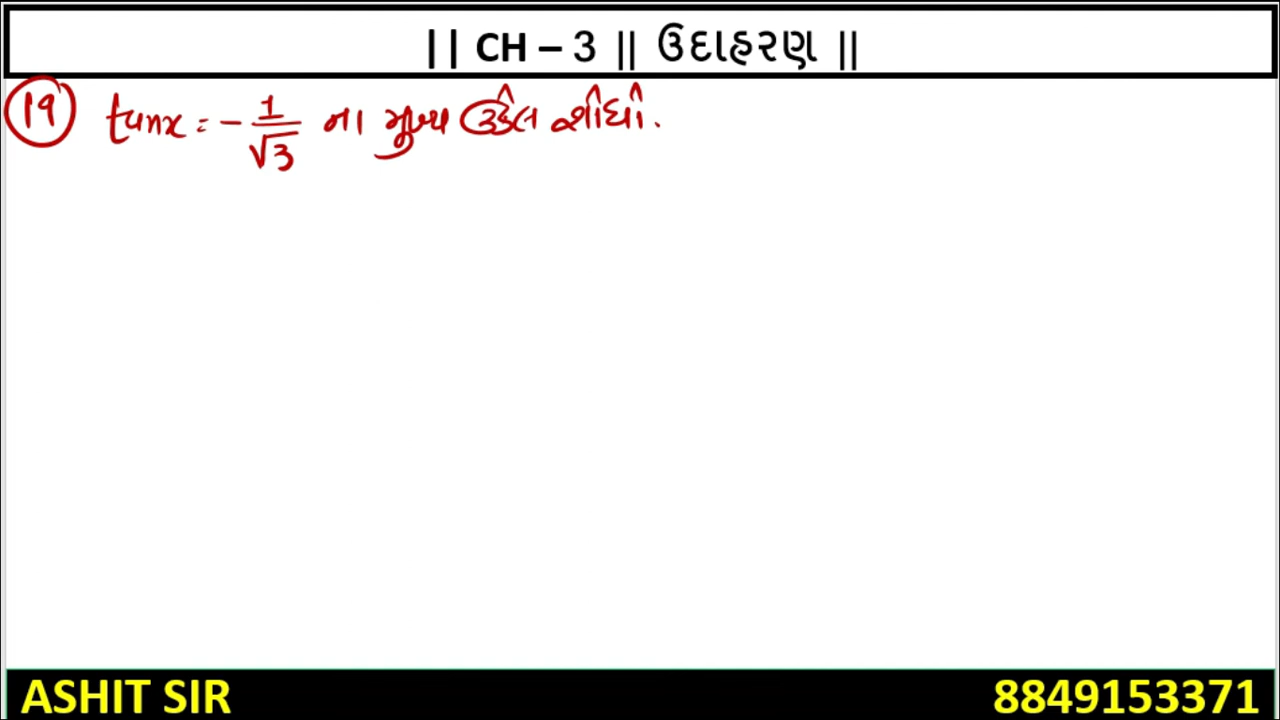 || CH – 3 || ઉદાહરણ ||
19 tanx = - 1/√3 ના મુખ્ય ઉકેલ શોધો.
ASHIT SIR 8849153371